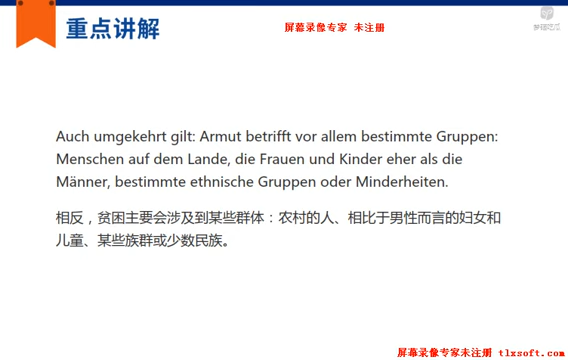 重点讲解
屏幕录像专家 未注册
Auch umgekehrt gilt: Armut betrifft vor allem bestimmte Gruppen:
Menschen auf dem Lande, die Frauen und Kinder eher als die
Männer, bestimmte ethnische Gruppen oder Minderheiten.
相反，贫困主要会涉及到某些群体：农村的人、相比于男性而言的妇女和
儿童、某些族群或少数民族。
屏幕录像专家未注册 tlxsoft.com